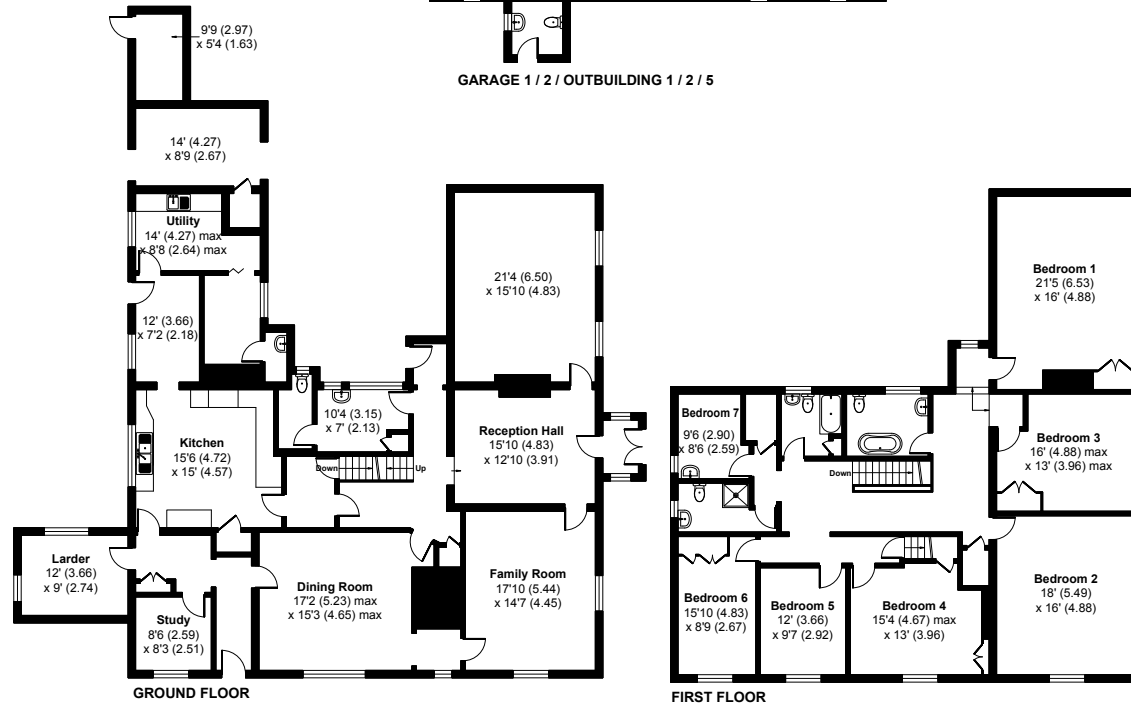 9'9 (2.97)
x 5'4 (1.63)
GARAGE 1 / 2 / OUTBUILDING 1 / 2 / 5
14' (4.27)
x 8'9 (2.67)
Utility
14' (4.27) max
x 8'8 (2.64) max
12' (3.66)
x 7'2 (2.18)
21'4 (6.50)
x 15'10 (4.83)
10'4 (3.15)
x 7' (2.13)
Kitchen
15'6 (4.72)
x 15' (4.57)
Reception Hall
15'10 (4.83)
x 12'10 (3.91)
Down
Up
Larder
12' (3.66)
x 9' (2.74)
Study
8'6 (2.59)
x 8'3 (2.51)
Dining Room
17'2 (5.23) max
x 15'3 (4.65) max
Family Room
17'10 (5.44)
x 14'7 (4.45)
GROUND FLOOR
Bedroom 1
21'5 (6.53)
x 16' (4.88)
Bedroom 7
9'6 (2.90)
x 8'6 (2.59)
Bedroom 3
16' (4.88) max
x 13' (3.96) max
Down
Bedroom 6
15'10 (4.83)
x 8'9 (2.67)
Bedroom 5
12' (3.66)
x 9'7 (2.92)
Bedroom 4
15'4 (4.67) max
x 13' (3.96)
Bedroom 2
18' (5.49)
x 16' (4.88)
FIRST FLOOR